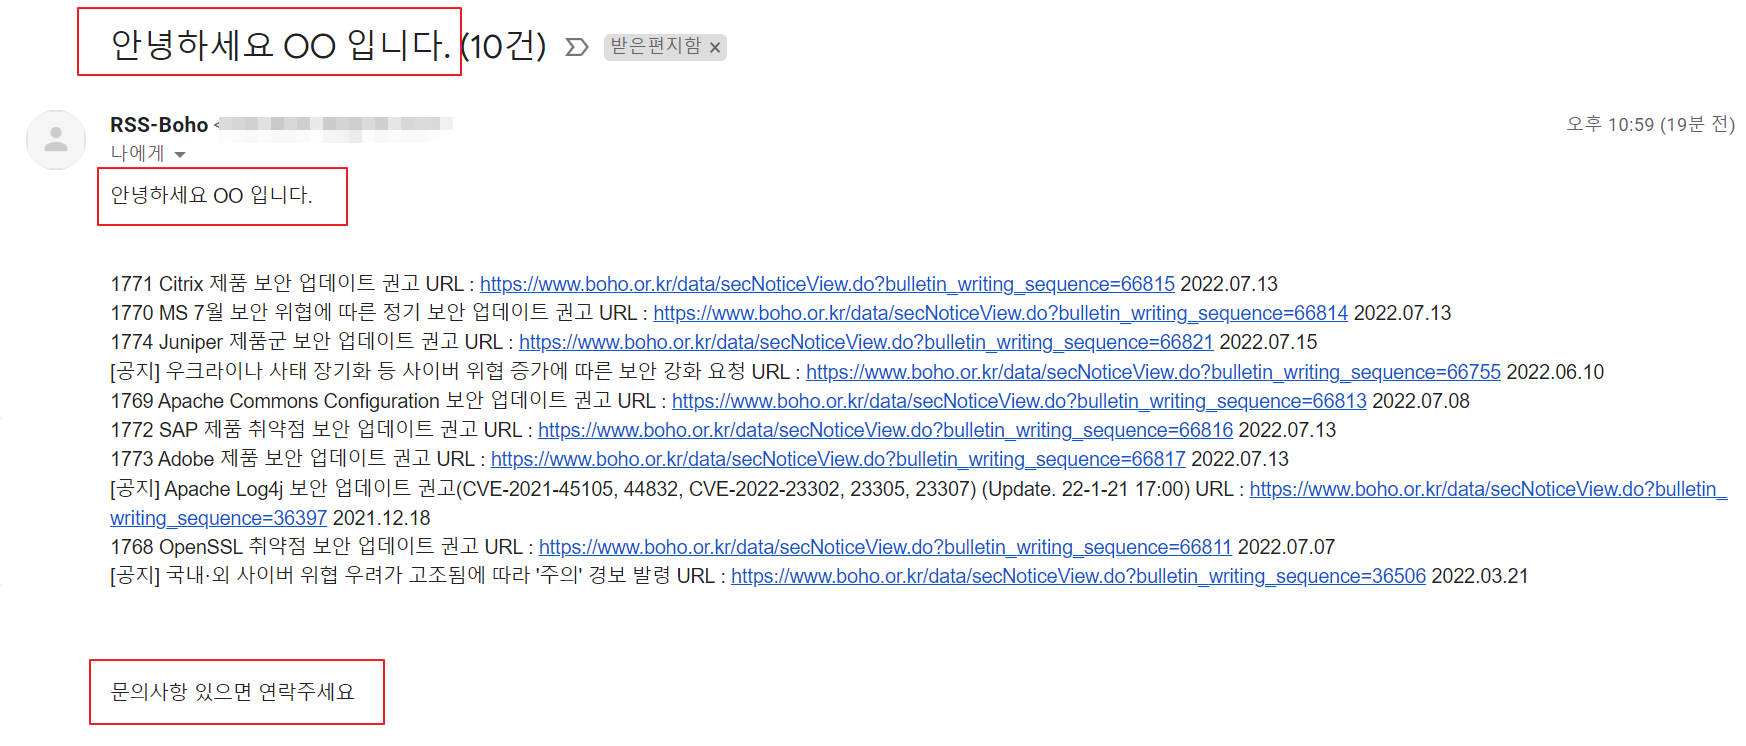 안녕하세요 OO 입니다. (10건) 받은편지함 ×
RSS-Boho <
오후 10:59 (19분 전)
나에게
안녕하세요 OO 입니다.
1771 Citrix 제품 보안 업데이트 권고 URL : https://www.boho.or.kr/data/secNoticeView.do?bulletin_writing_sequence=66815 2022.07.13
1770 MS 7월 보안 위협에 따른 정기 보안 업데이트 권고 URL : https://www.boho.or.kr/data/secNoticeView.do?bulletin_writing_sequence=66814 2022.07.13
1774 Juniper 제품군 보안 업데이트 권고 URL : https://www.boho.or.kr/data/secNoticeView.do?bulletin_writing_sequence=66821 2022.07.15
[공지] 우크라이나 사태 장기화 등 사이버 위협 증가에 따른 보안 강화 요청 URL : https://www.boho.or.kr/data/secNoticeView.do?bulletin_writing_sequence=66755 2022.06.10
1769 Apache Commons Configuration 보안 업데이트 권고 URL : https://www.boho.or.kr/data/secNoticeView.do?bulletin_writing_sequence=66813 2022.07.08
1772 SAP 제품 취약점 보안 업데이트 권고 URL : https://www.boho.or.kr/data/secNoticeView.do?bulletin_writing_sequence=66816 2022.07.13
1773 Adobe 제품 보안 업데이트 권고 URL : https://www.boho.or.kr/data/secNoticeView.do?bulletin_writing_sequence=66817 2022.07.13
[공지] Apache Log4j 보안 업데이트 권고(CVE-2021-45105, 44832, CVE-2022-23302, 23305, 23307) (Update. 22-1-21 17:00) URL : https://www.boho.or.kr/data/secNoticeView.do?bulletin_
writing_sequence=36397 2021.12.18
1768 OpenSSL 취약점 보안 업데이트 권고 URL : https://www.boho.or.kr/data/secNoticeView.do?bulletin_writing_sequence=66811 2022.07.07
[공지] 국내·외 사이버 위협 우려가 고조됨에 따라 '주의' 경보 발령 URL : https://www.boho.or.kr/data/secNoticeView.do?bulletin_writing_sequence=36506 2022.03.21
문의사항 있으면 연락주세요